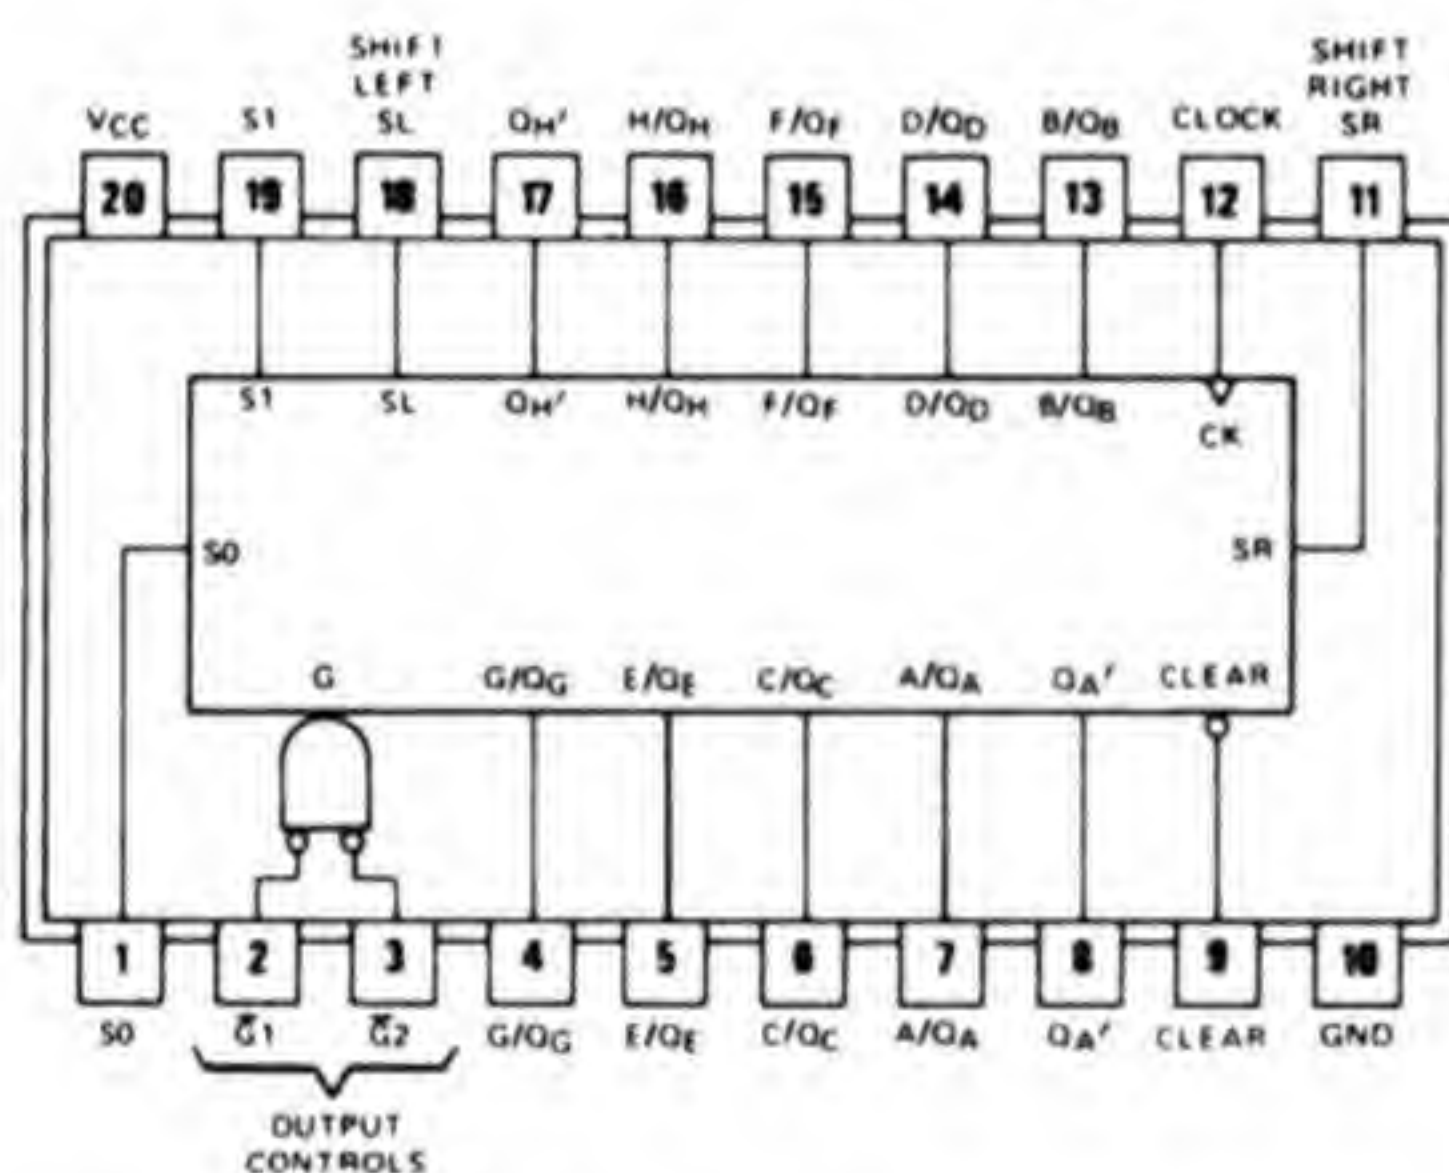 SHIFT
LEFT
SHIFT
RIGHT
VCC S1 SL QH' H/QH F/QF D/QD B/QB CLOCK SR
20 19 18 17 16 15 14 13 12 11
S1 SL QH' H/QH F/QF D/QD B/QB
CK
S0 SR
G G/QG E/QE C/QC A/QA QA' CLEAR
1 2 3 4 5 6 7 8 9 10
S0 G̅1 G̅2 G/QG E/QE C/QC A/QA QA' CLEAR GND
OUTPUT
CONTROLS